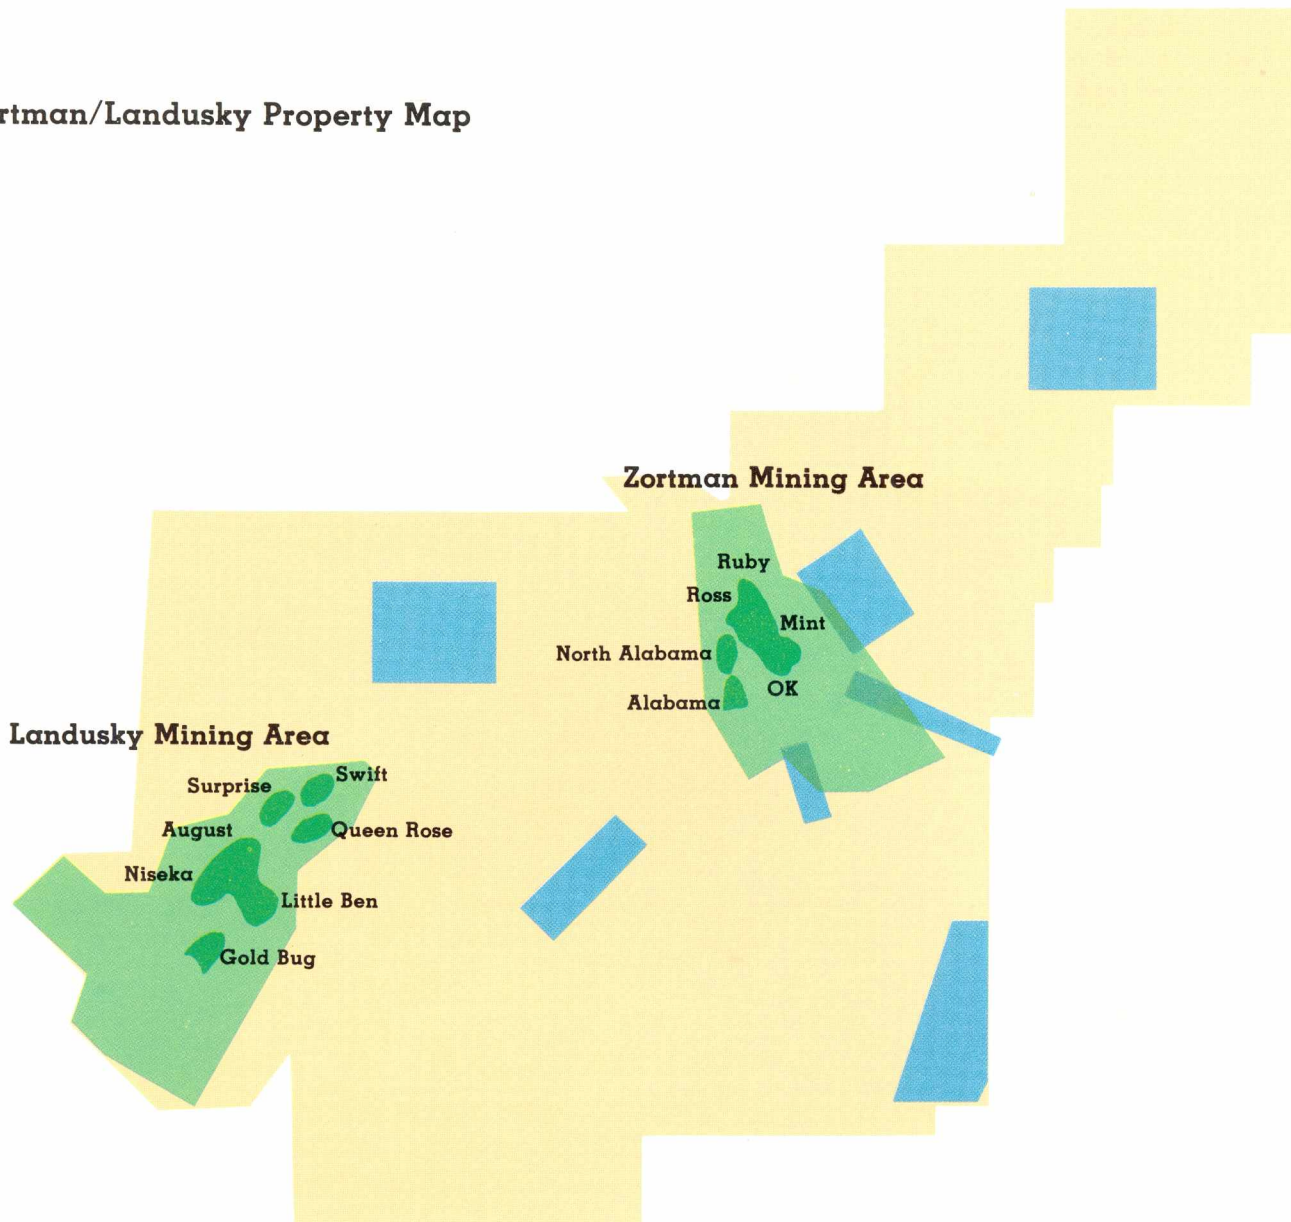 rtman/Landusky Property Map
Zortman Mining Area
Ruby
Ross
Mint
North Alabama
OK
Alabama
Landusky Mining Area
Swift
Surprise
August
Queen Rose
Niseka
Little Ben
Gold Bug